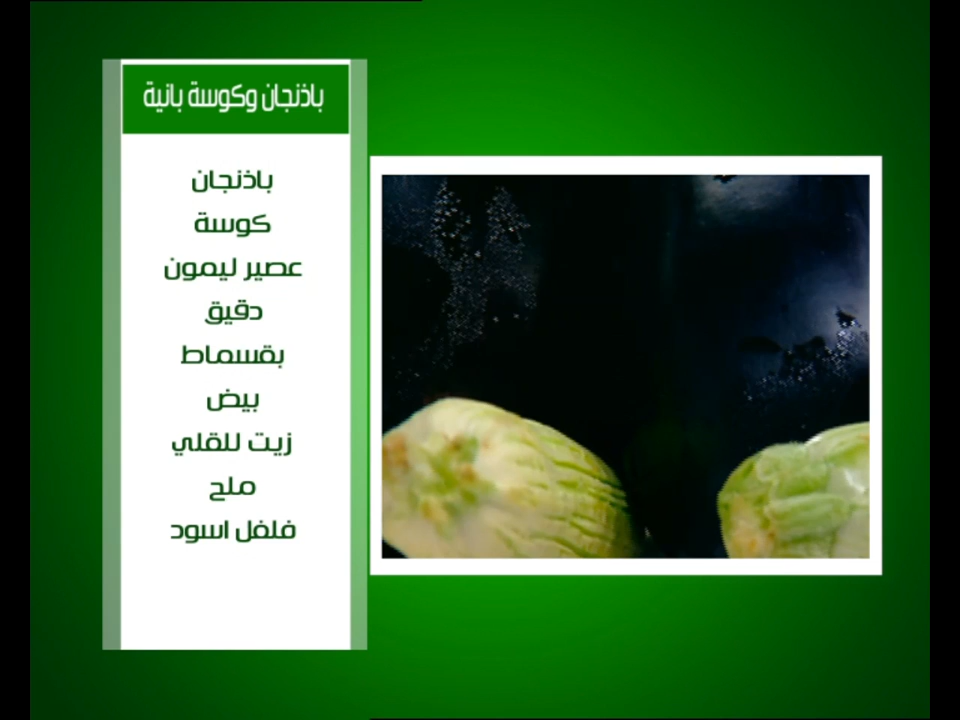 باذنجان وكوسة بانية
باذنجان
كوسة
عصير ليمون
دقيق
بقسماط
بيض
زيت للقلي
ملح
فلفل اسود